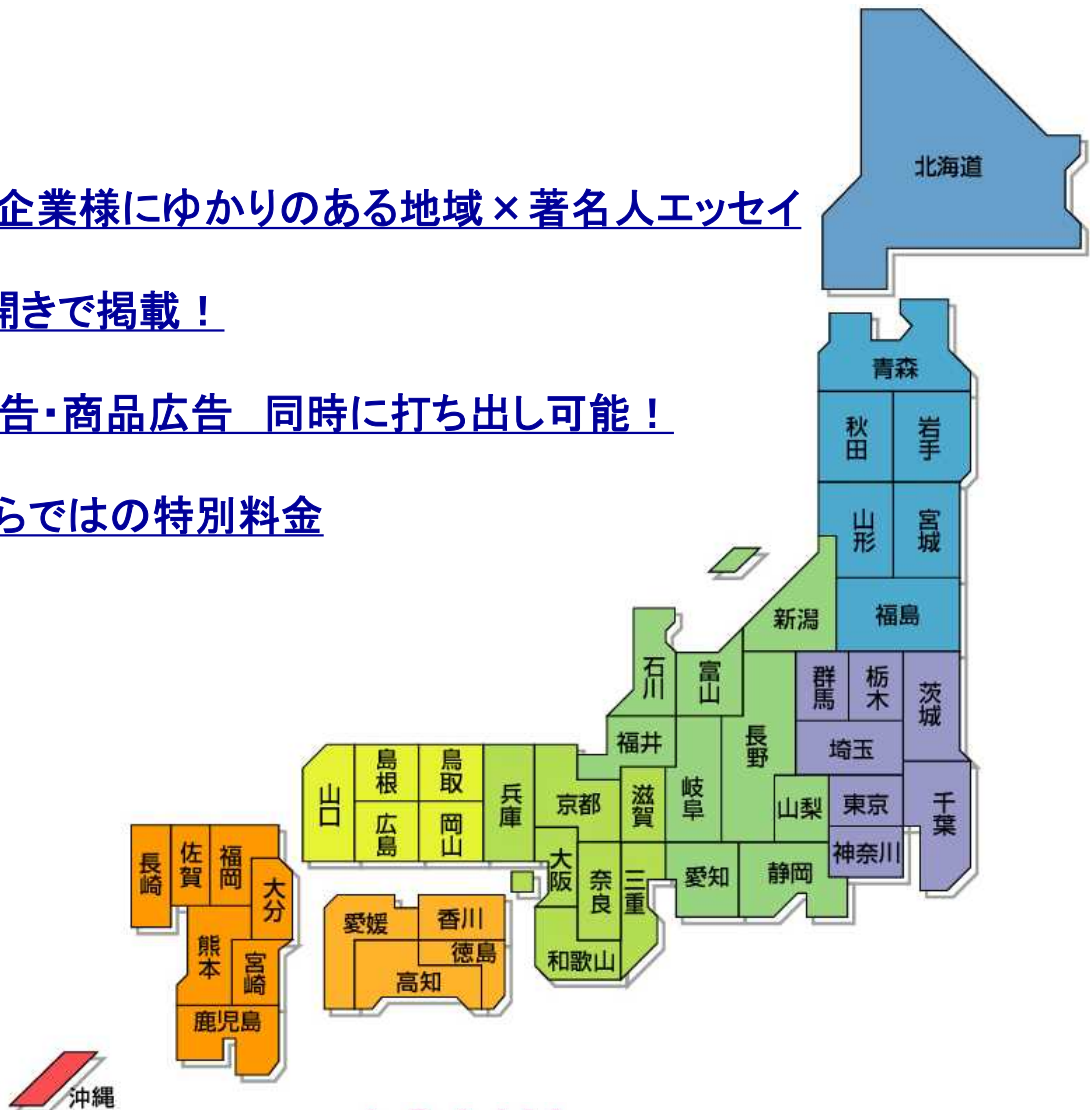 企業様にゆかりのある地域×著名人エッセイ
開きで掲載！
告・商品広告　同時に打ち出し可能！
らではの特別料金
北海道
青森
秋田
岩手
山形
宮城
新潟
福島
石川
富山
群馬
栃木
茨城
福井
長野
埼玉
島根
鳥取
兵庫
京都
滋賀
岐阜
山梨
東京
千葉
山口
広島
岡山
神奈川
長崎
佐賀
福岡
大分
大阪
奈良
三重
愛知
静岡
愛媛
香川
徳島
高知
和歌山
熊本
宮崎
鹿児島
沖縄